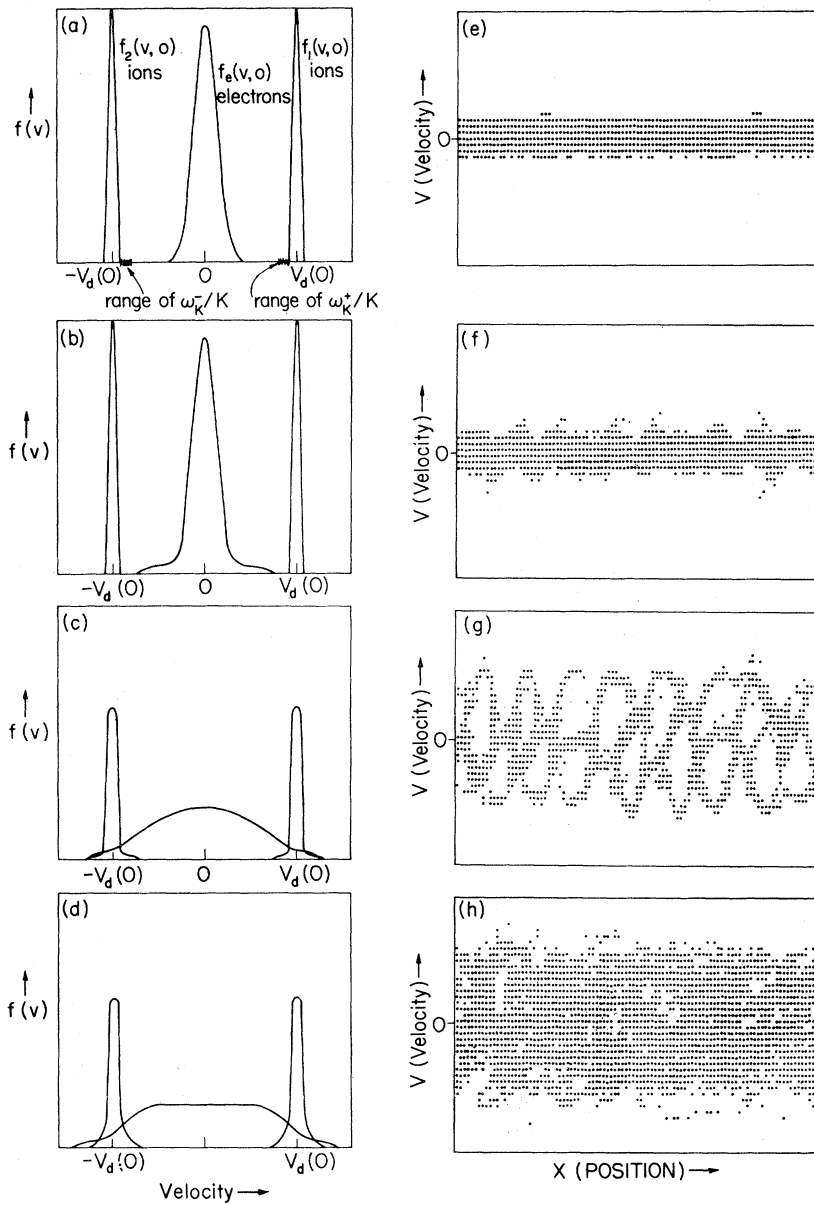 (a)
f₂(v,o)
ions
fₑ(v,o)
electrons
f₁(v,o)
ions
f(v)
-V_d(O)
O
V_d(O)
range of ω_K^-/K
range of ω_K^+/K
(b)
f(v)
-V_d(O)
O
V_d(O)
(c)
f(v)
-V_d(O)
O
V_d(O)
(d)
f(v)
-V_d(O)
V_d(O)
Velocity
(e)
V (Velocity)
O
(f)
V (Velocity)
O
(g)
V (Velocity)
O
(h)
V (Velocity)
O
X (POSITION)